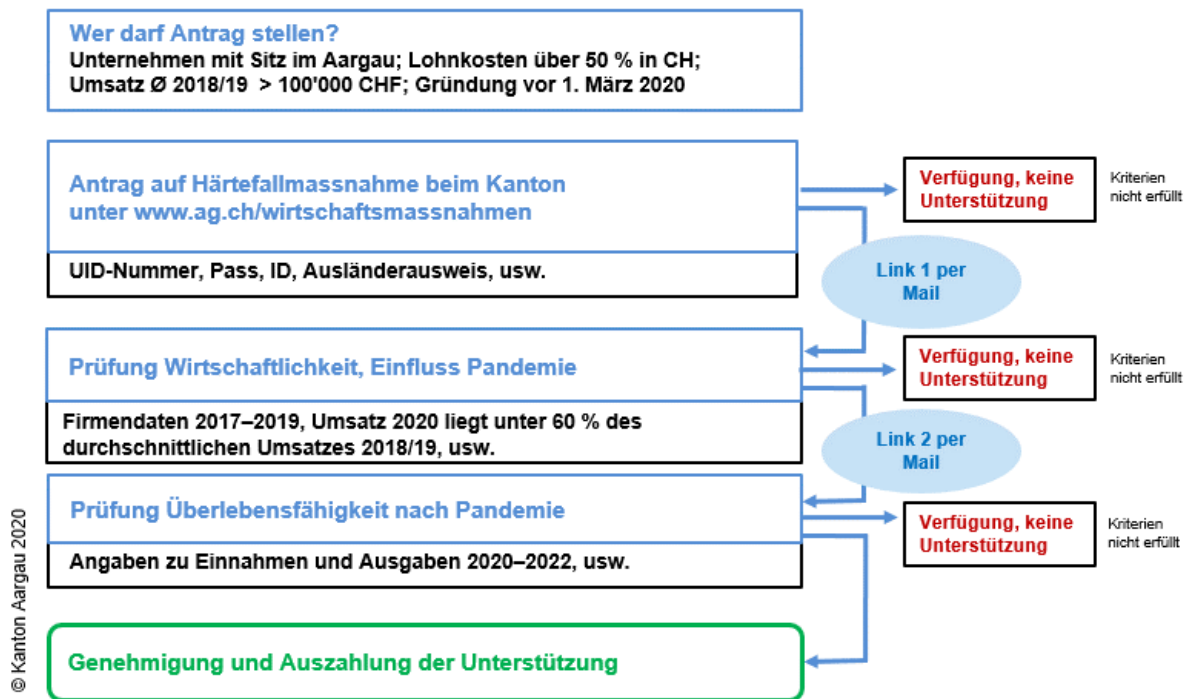 Wer darf Antrag stellen?
Unternehmen mit Sitz im Aargau; Lohnkosten über 50 % in CH;
Umsatz Ø 2018/19 > 100'000 CHF; Gründung vor 1. März 2020
Antrag auf Härtefallmassnahme beim Kanton
unter www.ag.ch/wirtschaftsmassnahmen
UID-Nummer, Pass, ID, Ausländerausweis, usw.
Verfügung, keine
Unterstützung
Kriterien
nicht erfüllt
Link 1 per
Mail
Prüfung Wirtschaftlichkeit, Einfluss Pandemie
Firmendaten 2017–2019, Umsatz 2020 liegt unter 60 % des
durchschnittlichen Umsatzes 2018/19, usw.
Verfügung, keine
Unterstützung
Kriterien
nicht erfüllt
Link 2 per
Mail
Prüfung Überlebensfähigkeit nach Pandemie
Angaben zu Einnahmen und Ausgaben 2020–2022, usw.
Verfügung, keine
Unterstützung
Kriterien
nicht erfüllt
Genehmigung und Auszahlung der Unterstützung
© Kanton Aargau 2020